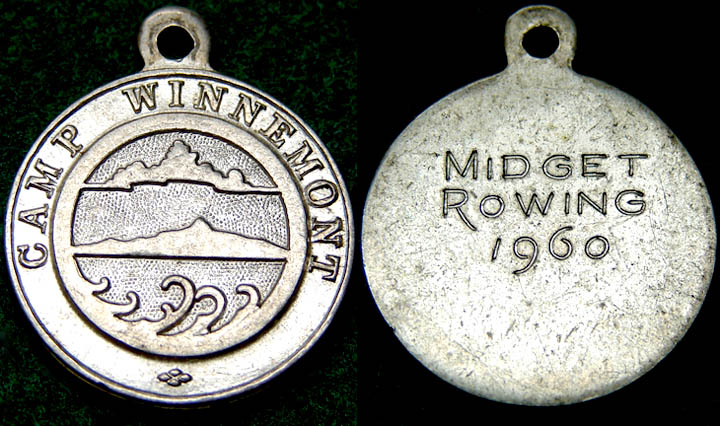 CAMP WINNEMONT
MIDGET
ROWING
1960